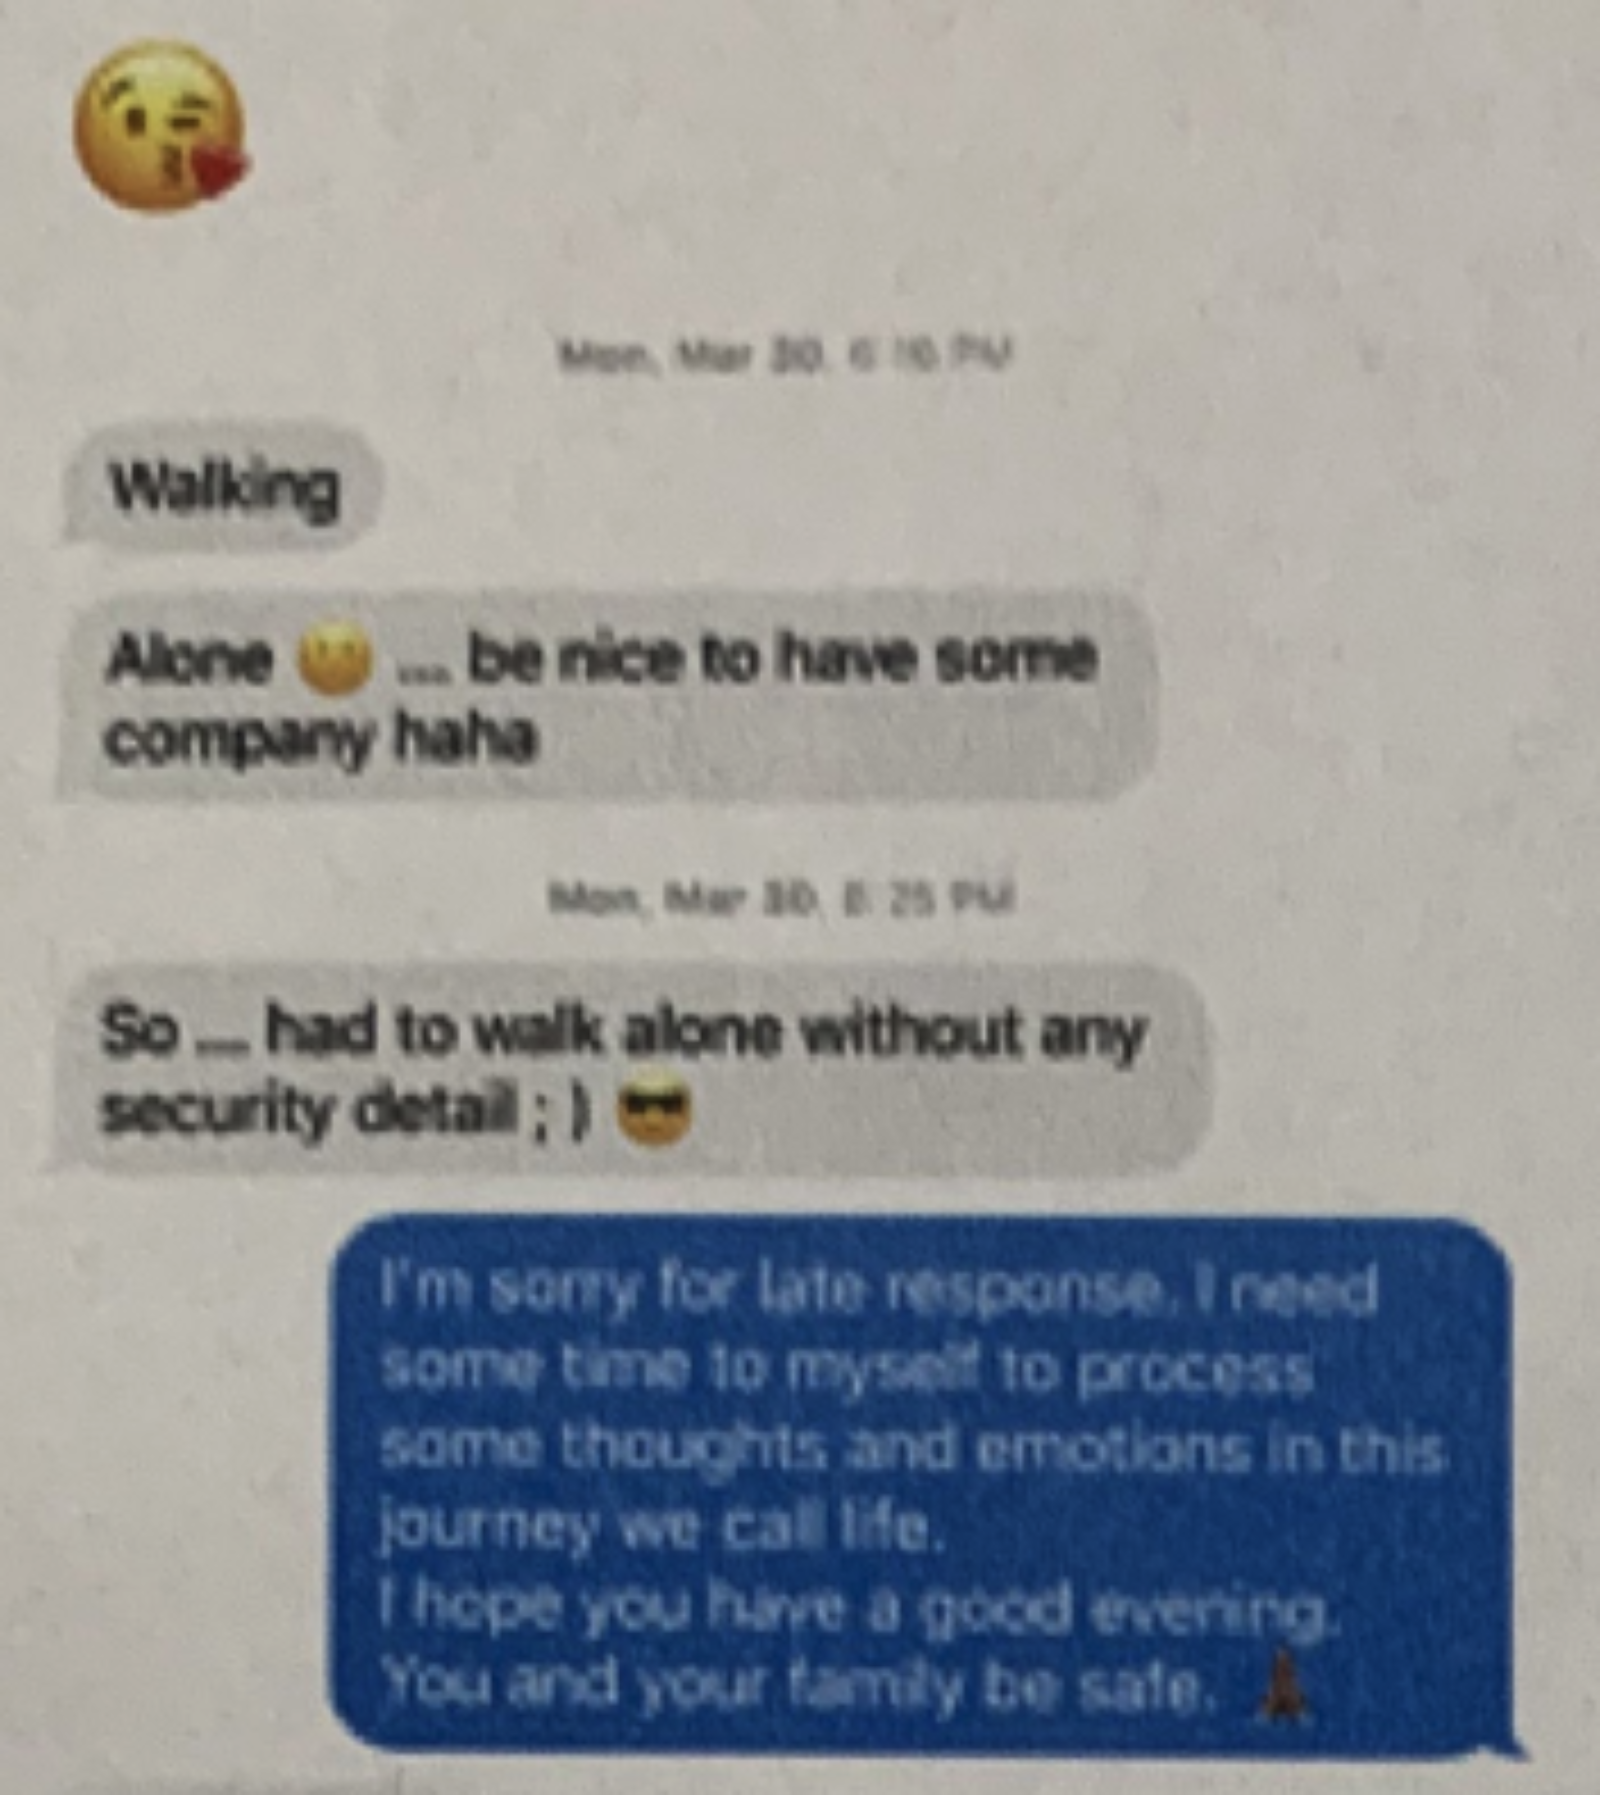 Mon, Mar 30, PM
Walking
Alone 🙂 ... be nice to have some
company haha
Mon, Mar 30, 25 PM
So .... had to walk alone without any
security detail ; ) 😎
I'm sorry for late response. I need
some time to myself to process
some thoughts and emotions in this
journey we call life.
I hope you have a good evening.
You and your family be safe. 🙏🏿